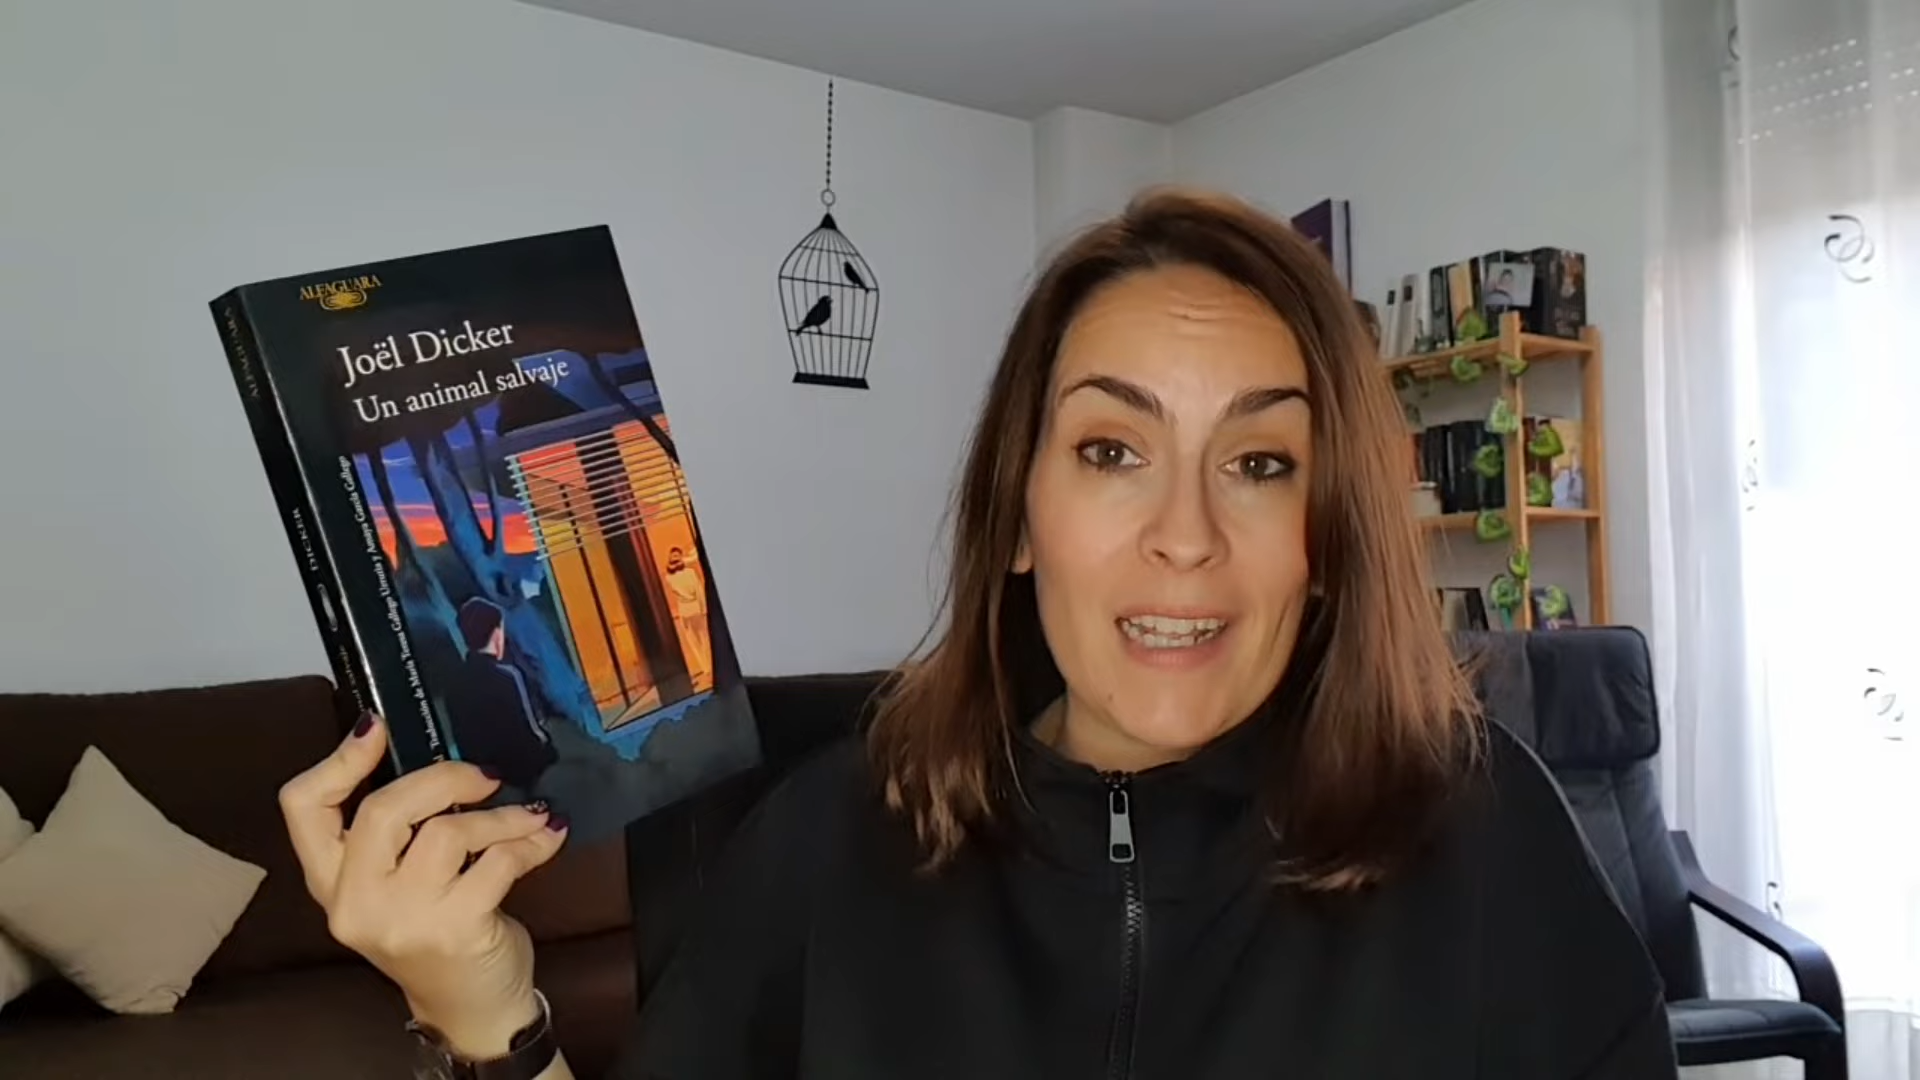 ALFAGUARA
Joël Dicker
Un animal salvaje
Traducción de María Teresa Gallego Urrutia y Amaya García Gallego
ALFAGUARA
DICKER